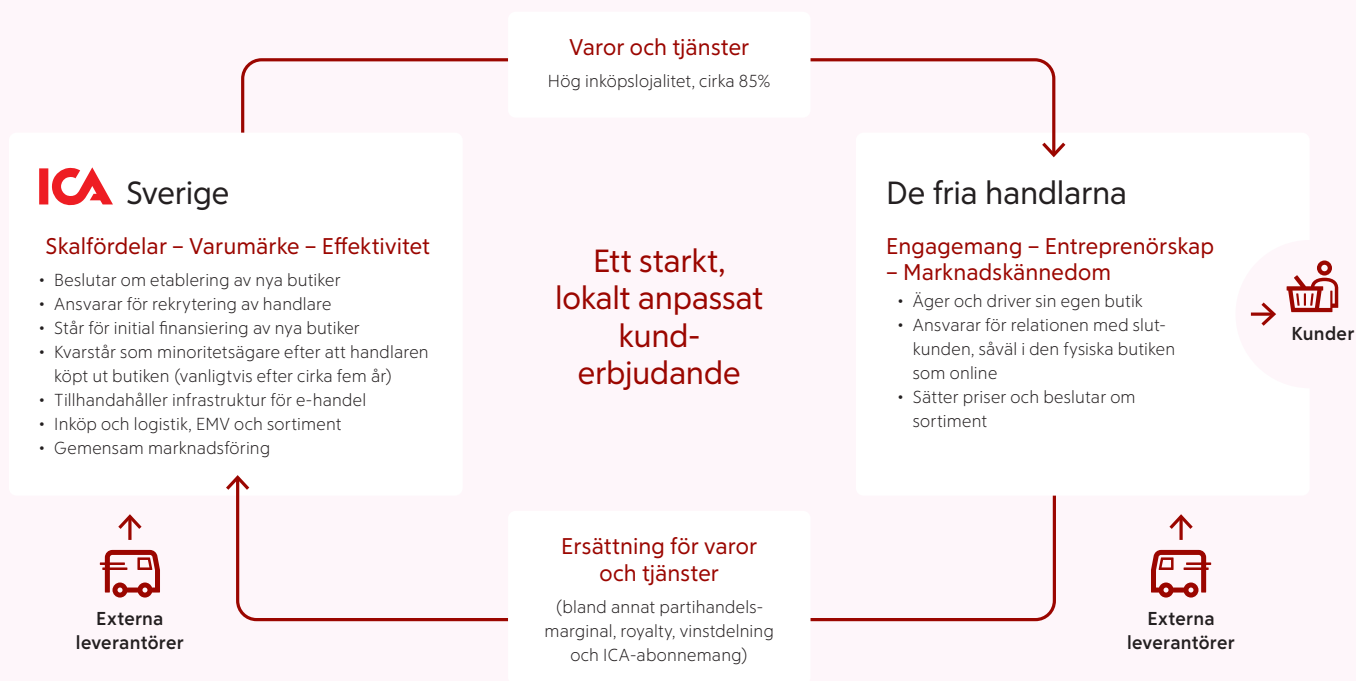 Varor och tjänster
Hög inköpslojalitet, cirka 85%
ICA Sverige
Skalfördelar – Varumärke – Effektivitet
• Beslutar om etablering av nya butiker
• Ansvarar för rekrytering av handlare
• Står för initial finansiering av nya butiker
• Kvarstår som minoritetsägare efter att handlaren
köpt ut butiken (vanligtvis efter cirka fem år)
• Tillhandahåller infrastruktur för e-handel
• Inköp och logistik, EMV och sortiment
• Gemensam marknadsföring
Ett starkt,
lokalt anpassat
kund-
erbjudande
De fria handlarna
Engagemang – Entreprenörskap
– Marknadskännedom
• Äger och driver sin egen butik
• Ansvarar för relationen med slut-
kunden, såväl i den fysiska butiken
som online
• Sätter priser och beslutar om
sortiment
Kunder
Externa
leverantörer
Ersättning för varor
och tjänster
(bland annat partihandels-
marginal, royalty, vinstdelning
och ICA-abonnemang)
Externa
leverantörer